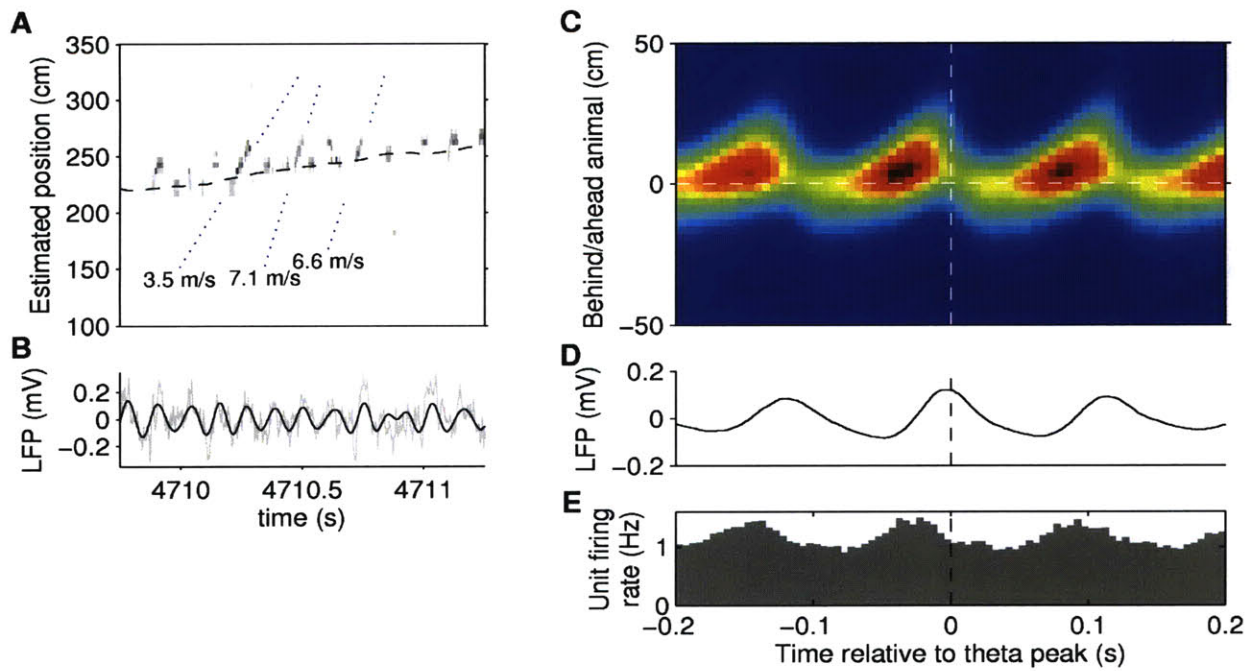 A
Estimated position (cm)
350
300
250
200
150
100
3.5 m/s
7.1 m/s
6.6 m/s
B
LFP (mV)
0.2
0
-0.2
4710
4710.5
4711
time (s)
C
Behind/ahead animal (cm)
50
0
-50
D
LFP (mV)
0.2
0
-0.2
E
Unit firing
rate (Hz)
1
0
-0.2
-0.1
0
0.1
0.2
Time relative to theta peak (s)